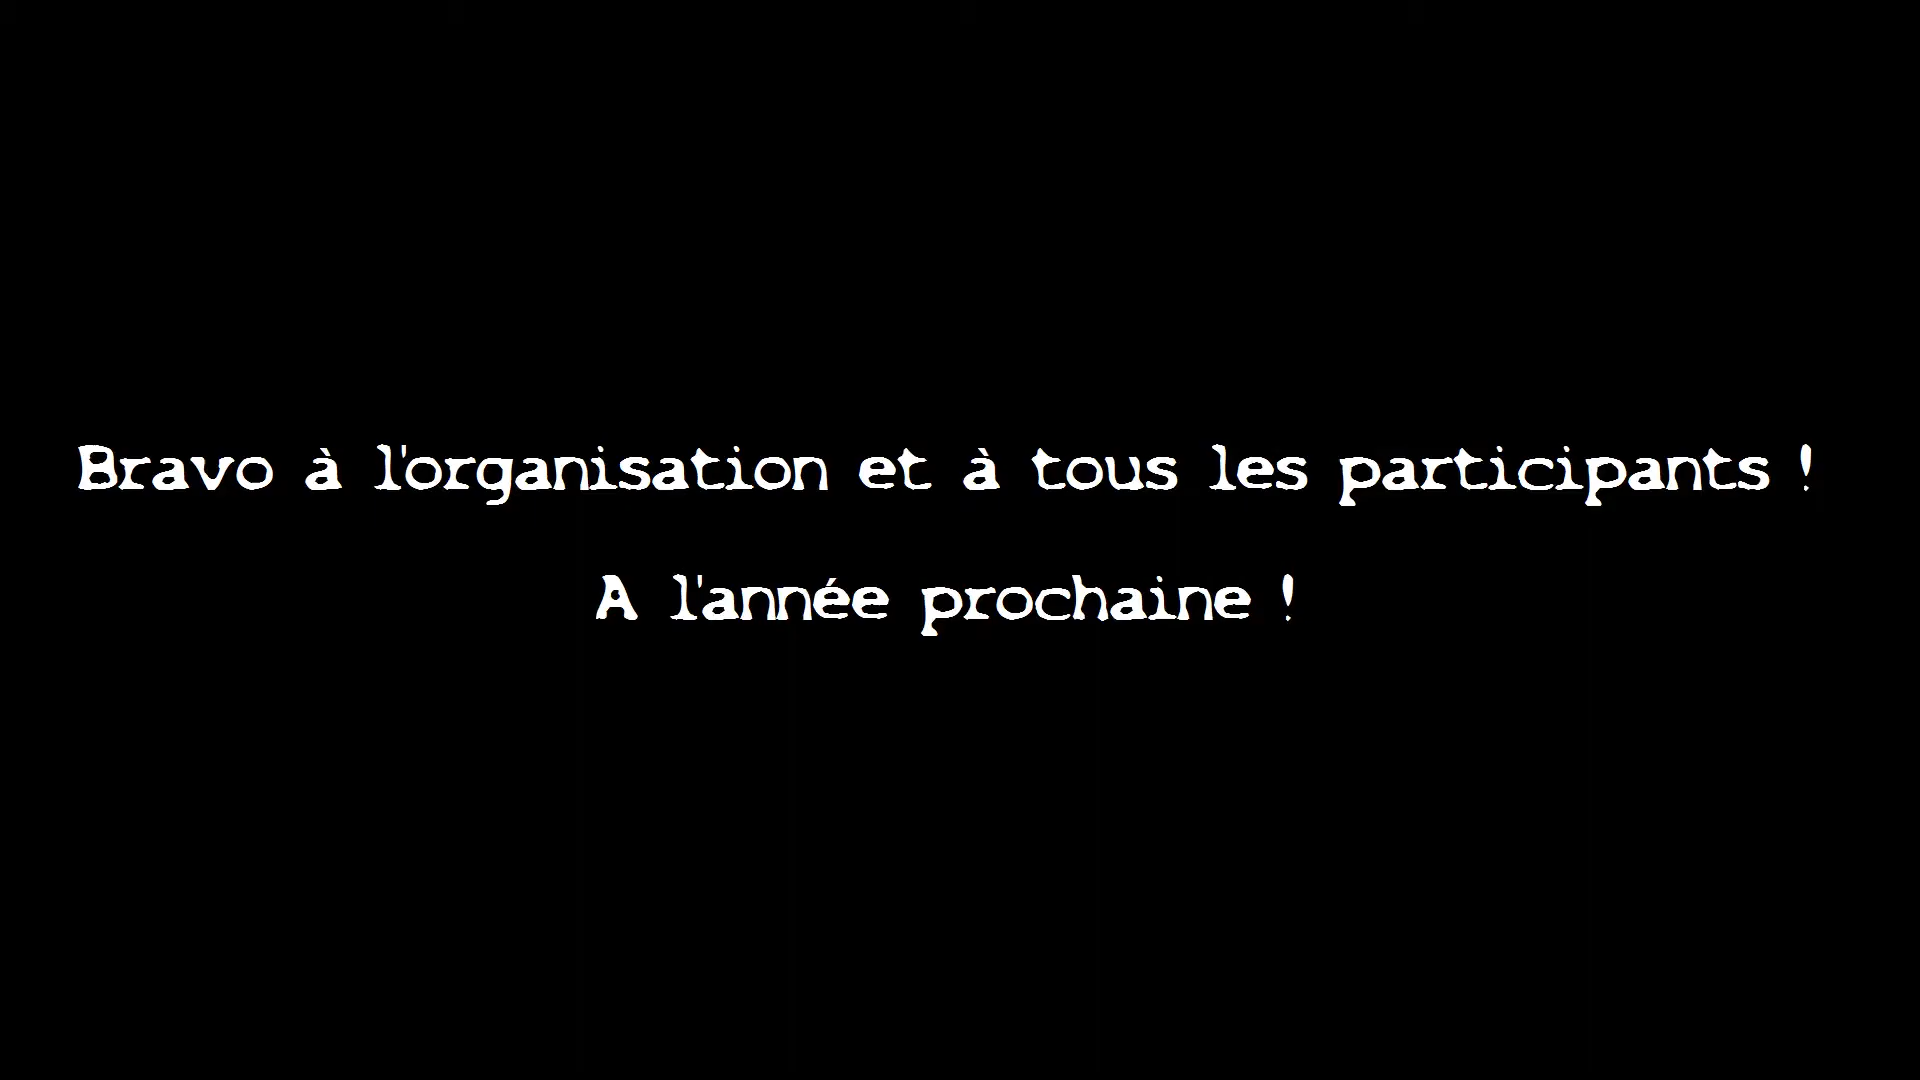 Bravo à l'organisation et à tous les participants !
A l'année prochaine !